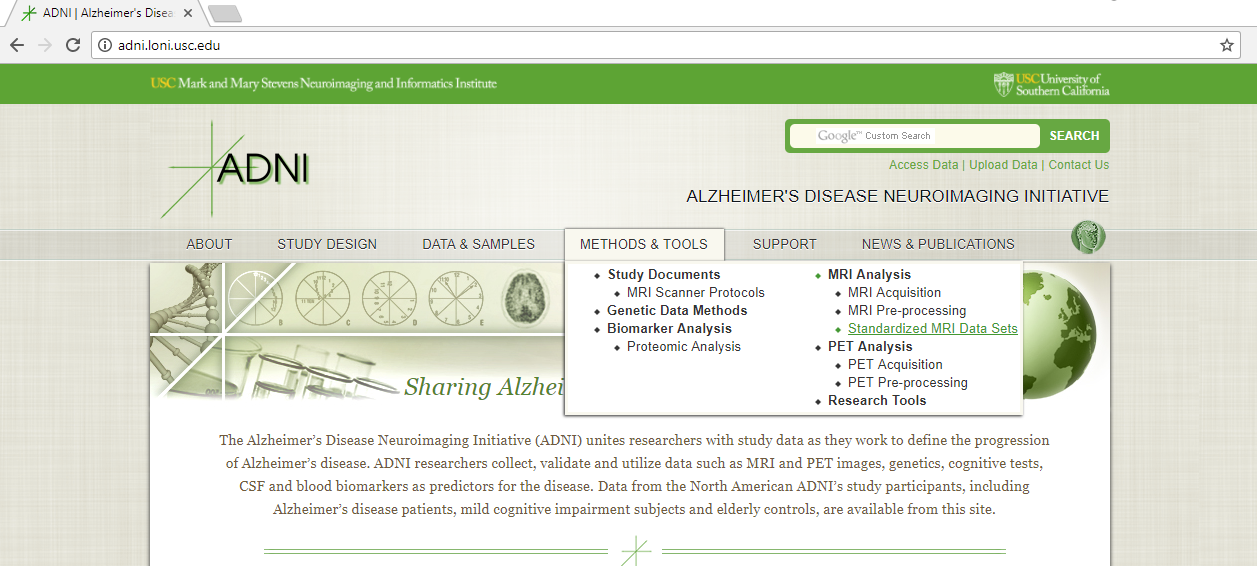 ADNI | Alzheimer's Disea
adni.loni.usc.edu
USC Mark and Mary Stevens Neuroimaging and Informatics Institute
USC University of
Southern California
ADNI
Google™ Custom Search
SEARCH
Access Data | Upload Data | Contact Us
ALZHEIMER'S DISEASE NEUROIMAGING INITIATIVE
ABOUT STUDY DESIGN DATA & SAMPLES METHODS & TOOLS SUPPORT NEWS & PUBLICATIONS
Study Documents
MRI Scanner Protocols
Genetic Data Methods
Biomarker Analysis
Proteomic Analysis
MRI Analysis
MRI Acquisition
MRI Pre-processing
Standardized MRI Data Sets
PET Analysis
PET Acquisition
PET Pre-processing
Research Tools
Sharing Alzhei
The Alzheimer’s Disease Neuroimaging Initiative (ADNI) unites researchers with study data as they work to define the progression
of Alzheimer’s disease. ADNI researchers collect, validate and utilize data such as MRI and PET images, genetics, cognitive tests,
CSF and blood biomarkers as predictors for the disease. Data from the North American ADNI’s study participants, including
Alzheimer’s disease patients, mild cognitive impairment subjects and elderly controls, are available from this site.